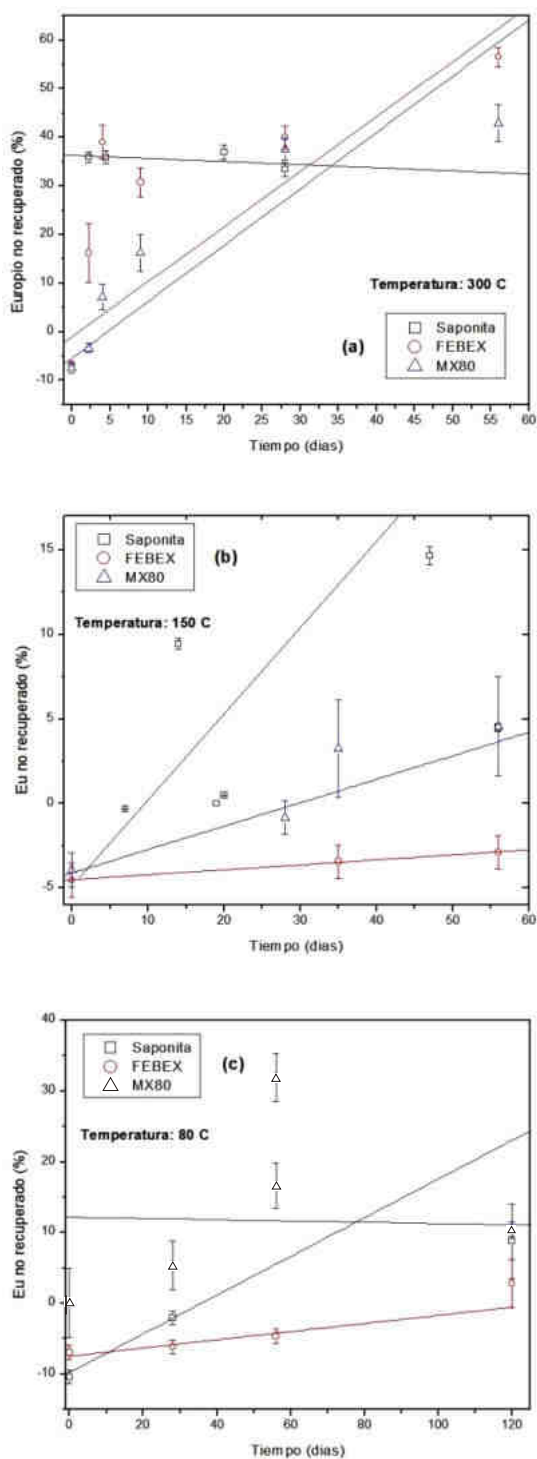 Europio no recuperado (%)
60
50
40
30
20
10
0
-10
Temperatura: 300 C
(a)
Saponita
FEBEX
MX80
0 5 10 15 20 25 30 35 40 45 50 55 60
Tiempo (dias)
Eu no recuperado (%)
15
10
5
0
-5
Saponita
FEBEX
MX80
(b)
Temperatura: 150 C
0 10 20 30 40 50 60
Tiempo (dias)
Eu no recuperado (%)
40
30
20
10
0
-10
Saponita
FEBEX
MX80
(c)
Temperatura: 80 C
0 20 40 60 80 100 120
Tiempo (dias)